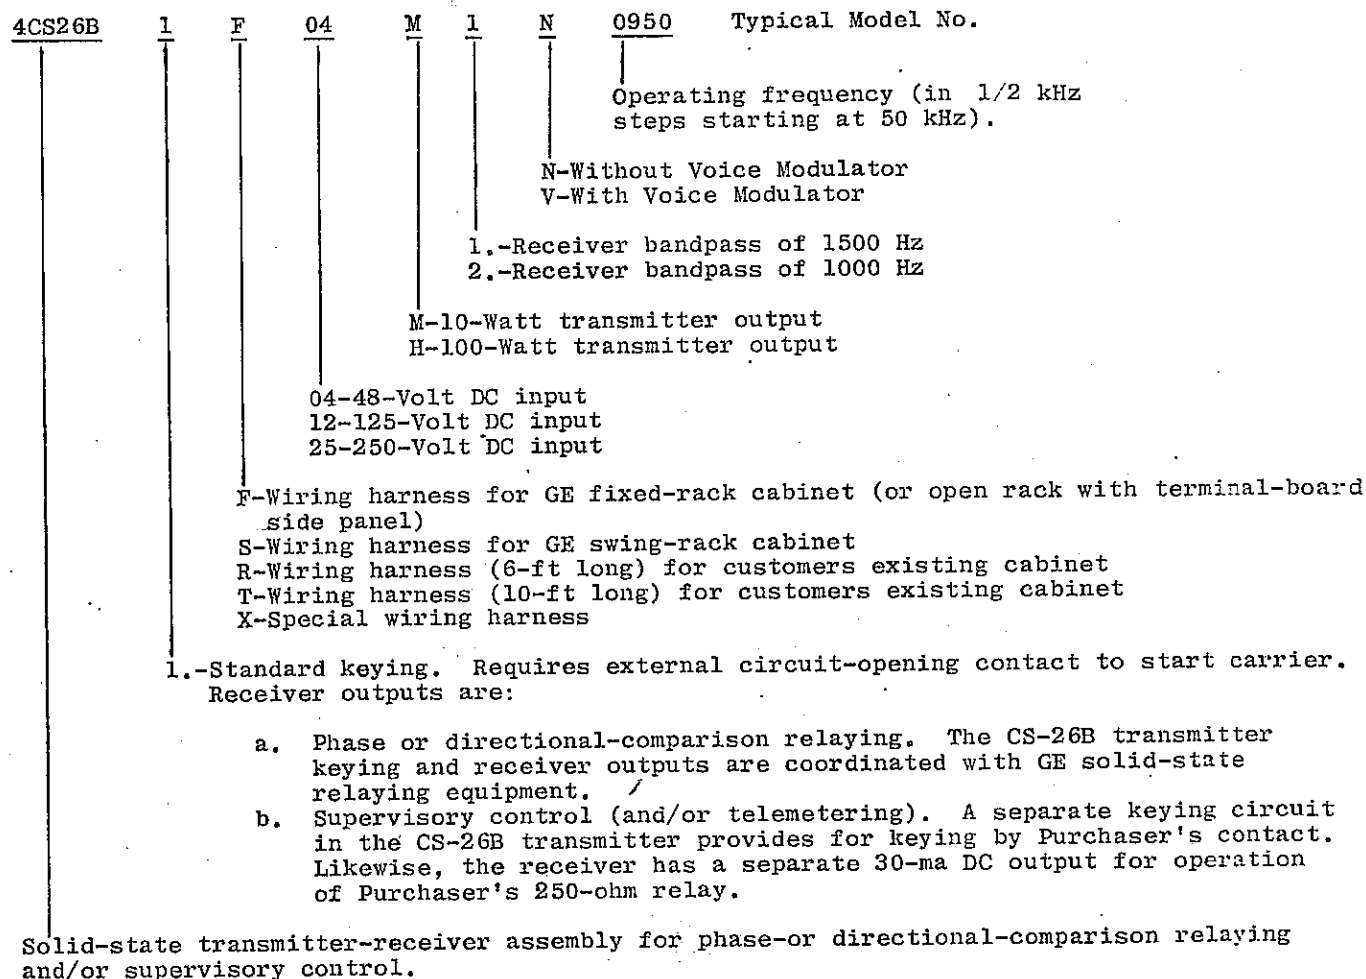 4CS26B 1 F 04 M 1 N 0950 Typical Model No.
Operating frequency (in 1/2 kHz
steps starting at 50 kHz).
N-Without Voice Modulator
V-With Voice Modulator
1.-Receiver bandpass of 1500 Hz
2.-Receiver bandpass of 1000 Hz
M-10-Watt transmitter output
H-100-Watt transmitter output
04-48-Volt DC input
12-125-Volt DC input
25-250-Volt DC input
F-Wiring harness for GE fixed-rack cabinet (or open rack with terminal-board
side panel)
S-Wiring harness for GE swing-rack cabinet
R-Wiring harness (6-ft long) for customers existing cabinet
T-Wiring harness (10-ft long) for customers existing cabinet
X-Special wiring harness
1.-Standard keying. Requires external circuit-opening contact to start carrier.
Receiver outputs are:
a. Phase or directional-comparison relaying. The CS-26B transmitter
keying and receiver outputs are coordinated with GE solid-state
relaying equipment.
b. Supervisory control (and/or telemetering). A separate keying circuit
in the CS-26B transmitter provides for keying by Purchaser's contact.
Likewise, the receiver has a separate 30-ma DC output for operation
of Purchaser's 250-ohm relay.
Solid-state transmitter-receiver assembly for phase-or directional-comparison relaying
and/or supervisory control.